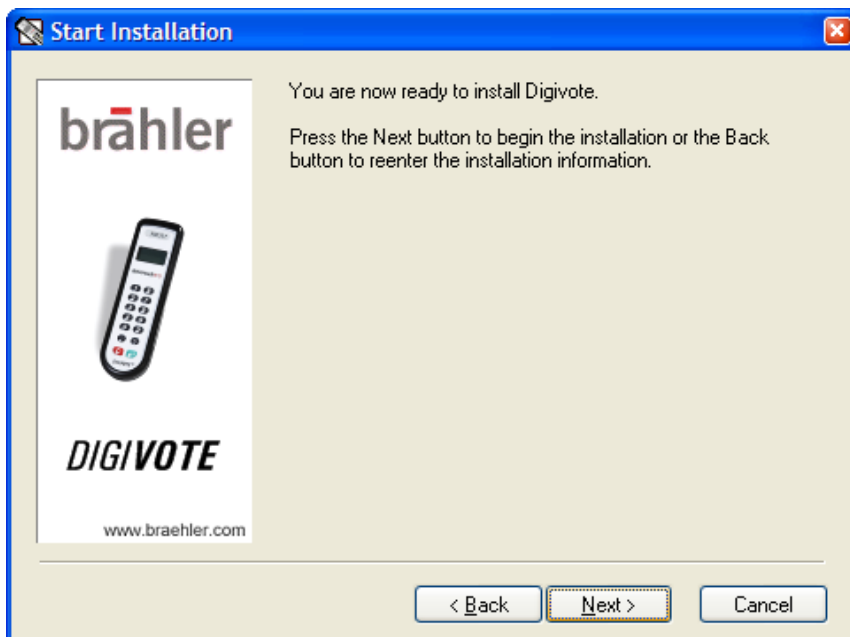 Start Installation
You are now ready to install Digivote.
Press the Next button to begin the installation or the Back
button to reenter the installation information.
brähler
DIGIVOTE
www.braehler.com
< Back
Next >
Cancel